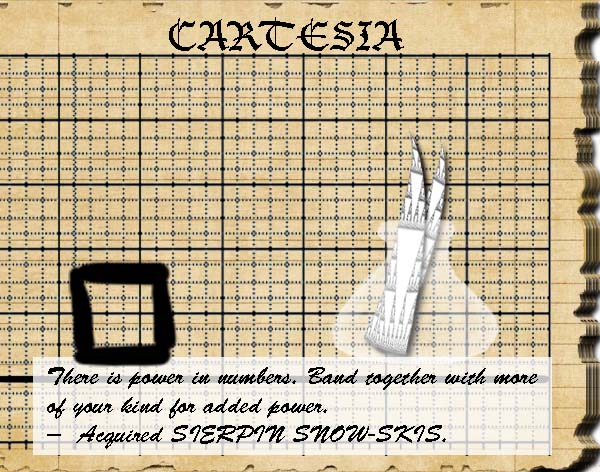 CARTESIA
There is power in numbers. Band together with more
of your kind for added power.
— Acquired SIERPIN SNOW-SKIS.